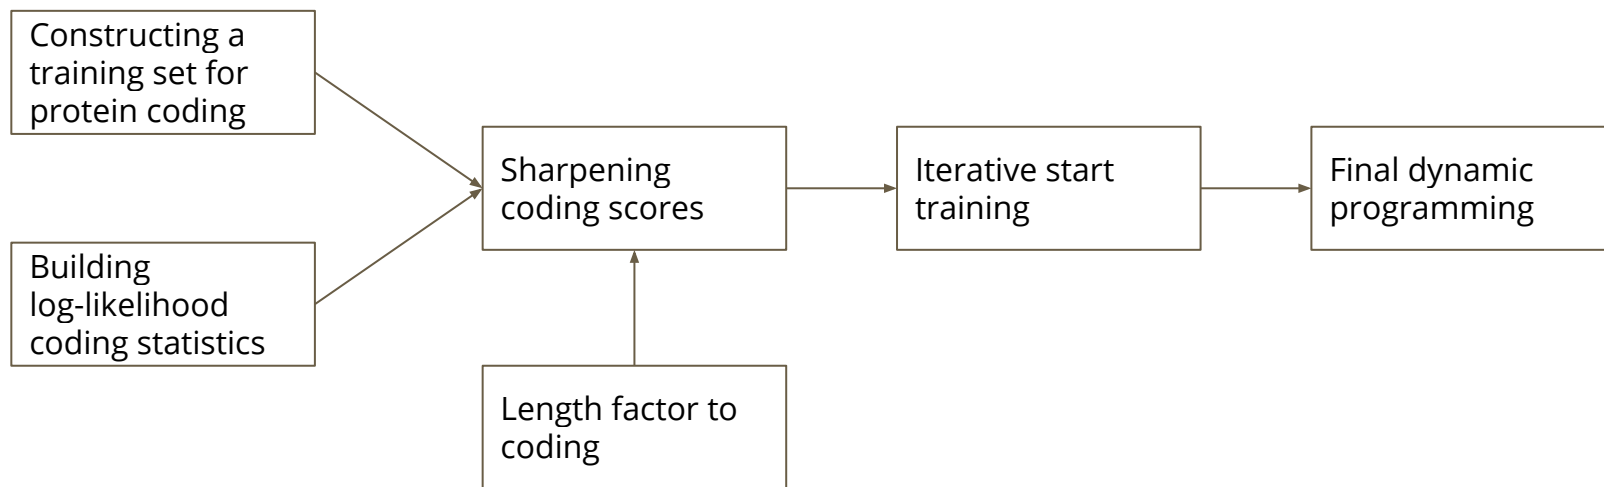 Constructing a
training set for
protein coding
Building
log-likelihood
coding statistics
Sharpening
coding scores
Length factor to
coding
Iterative start
training
Final dynamic
programming